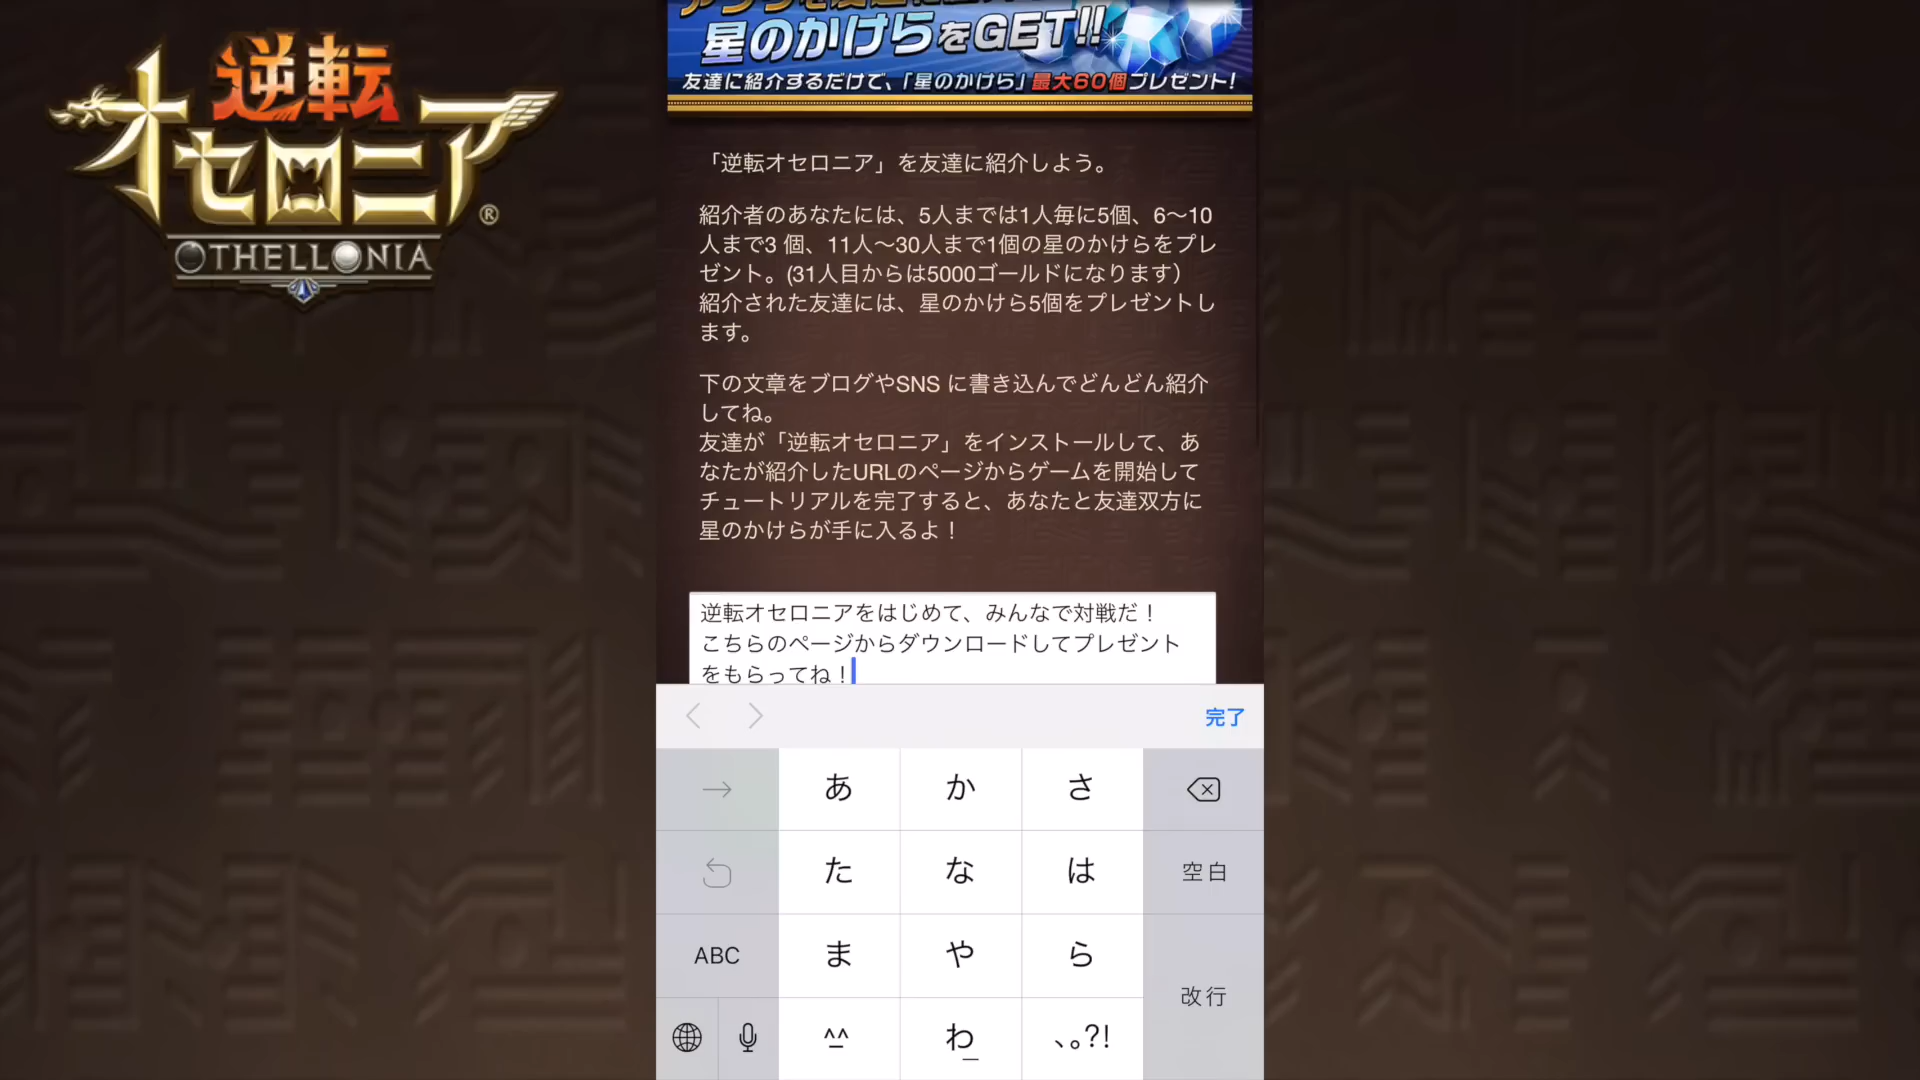 逆転
オセロニア®
OTHELLONIA
星のかけらをGET!!
友達に紹介するだけで、「星のかけら」最大60個プレゼント!
「逆転オセロニア」を友達に紹介しよう。
紹介者のあなたには、5人までは1人毎に5個、6〜10
人まで3 個、11人〜30人まで1個の星のかけらをプレ
ゼント。(31人目からは5000ゴールドになります）
紹介された友達には、星のかけら5個をプレゼントし
ます。
下の文章をブログやSNS に書き込んでどんどん紹介
してね。
友達が「逆転オセロニア」をインストールして、あ
なたが紹介したURLのページからゲームを開始して
チュートリアルを完了すると、あなたと友達双方に
星のかけらが手に入るよ！
逆転オセロニアをはじめて、みんなで対戦だ！
こちらのページからダウンロードしてプレゼント
をもらってね！
完了
あ か さ
た な は 空白
ABC ま や ら
改行
^^ わ 、。?!